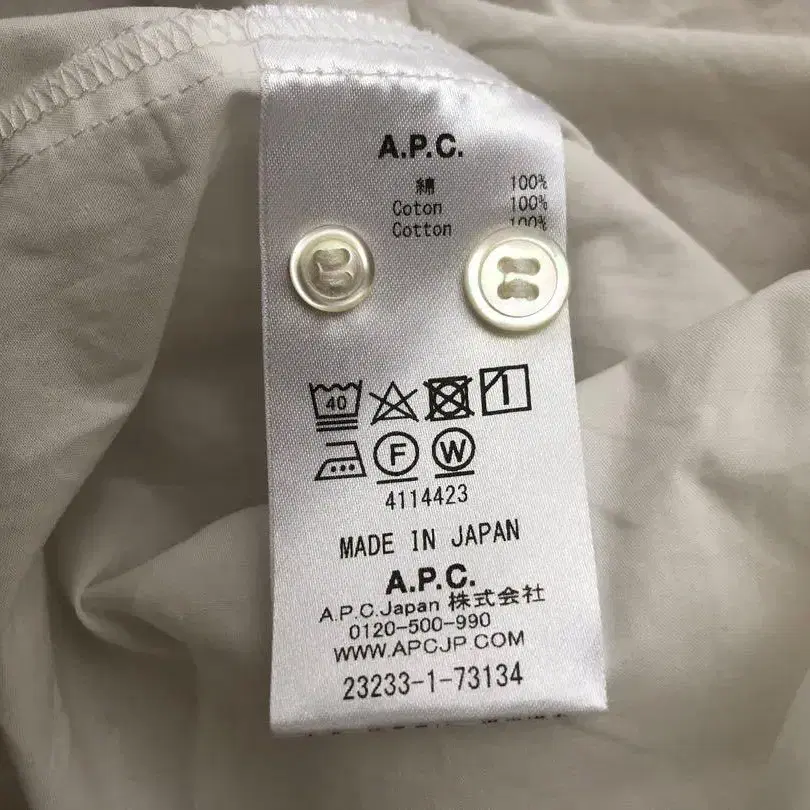 A.P.C.
綿 100%
Coton 100%
Cotton 100%
40
F W
4114423
MADE IN JAPAN
A.P.C.
A.P.C.Japan 株式会社
0120-500-990
WWW.APCJP.COM
23233-1-73134